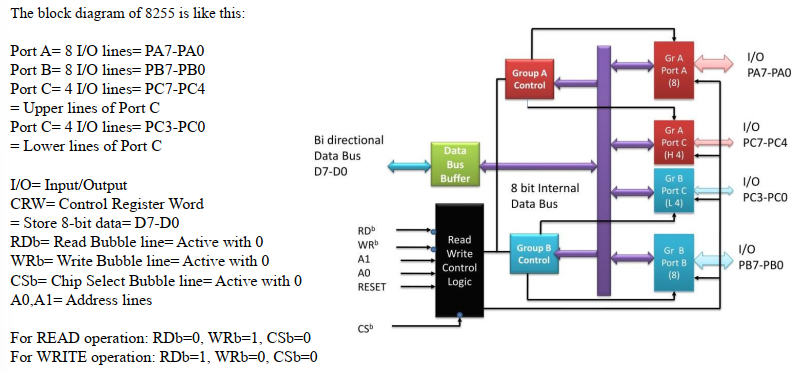 The block diagram of 8255 is like this:
Port A= 8 I/O lines= PA7-PA0
Port B= 8 I/O lines= PB7-PB0
Port C= 4 I/O lines= PC7-PC4
= Upper lines of Port C
Port C= 4 I/O lines= PC3-PC0
= Lower lines of Port C
I/O= Input/Output
CRW= Control Register Word
= Store 8-bit data= D7-D0
RDb= Read Bubble line= Active with 0
WRb= Write Bubble line= Active with 0
CSb= Chip Select Bubble line= Active with 0
A0,A1= Address lines
For READ operation: RDb=0, WRb=1, CSb=0
For WRITE operation: RDb=1, WRb=0, CSb=0
Bi directional
Data Bus
D7-D0
Data
Bus
Buffer
RDb
WRb
A1
A0
RESET
CSb
Read
Write
Control
Logic
Group A
Control
8 bit Internal
Data Bus
Group B
Control
Gr A
Port A
(8)
I/O
PA7-PA0
Gr A
Port C
(H 4)
I/O
PC7-PC4
Gr B
Port C
(L 4)
I/O
PC3-PC0
Gr B
Port B
(8)
I/O
PB7-PB0